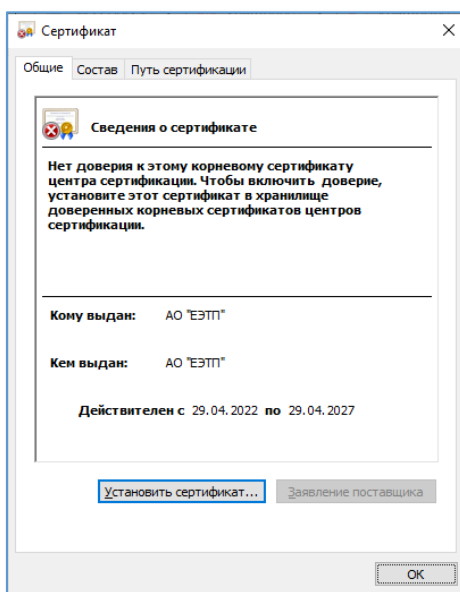 Сертификат
Общие Состав Путь сертификации
Сведения о сертификате
Нет доверия к этому корневому сертификату
центра сертификации. Чтобы включить доверие,
установите этот сертификат в хранилище
доверенных корневых сертификатов центров
сертификации.
Кому выдан: АО "ЕЭТП"
Кем выдан: АО "ЕЭТП"
Действителен с 29.04.2022 по 29.04.2027
Установить сертификат... Заявление поставщика
ОК